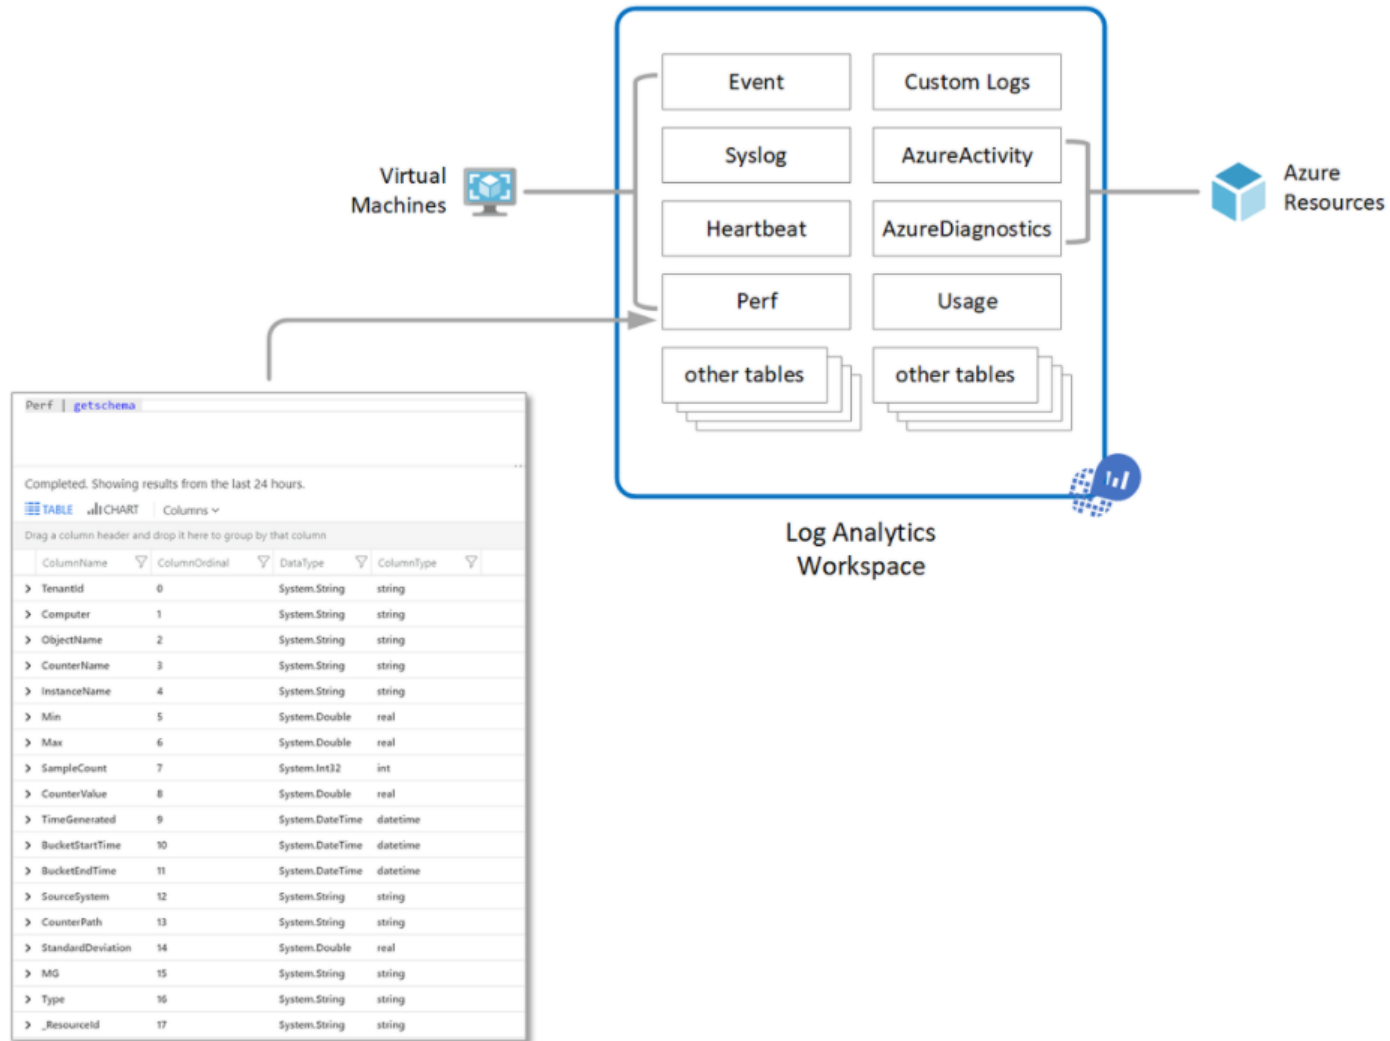 Event
Custom Logs
Syslog
AzureActivity
Virtual
Machines
Azure
Resources
Heartbeat
AzureDiagnostics
Perf
Usage
other tables
other tables
Log Analytics
Workspace
Perf | getschema
Completed. Showing results from the last 24 hours.
TABLE CHART Columns
Drag a column header and drop it here to group by that column
ColumnName ColumnOrdinal DataType ColumnType
TenantId 0 System.String string
Computer 1 System.String string
ObjectName 2 System.String string
CounterName 3 System.String string
InstanceName 4 System.String string
Min 5 System.Double real
Max 6 System.Double real
SampleCount 7 System.Int32 int
CounterValue 8 System.Double real
TimeGenerated 9 System.DateTime datetime
BucketStartTime 10 System.DateTime datetime
BucketEndTime 11 System.DateTime datetime
SourceSystem 12 System.String string
CounterPath 13 System.String string
StandardDeviation 14 System.Double real
MG 15 System.String string
Type 16 System.String string
_ResourceId 17 System.String string